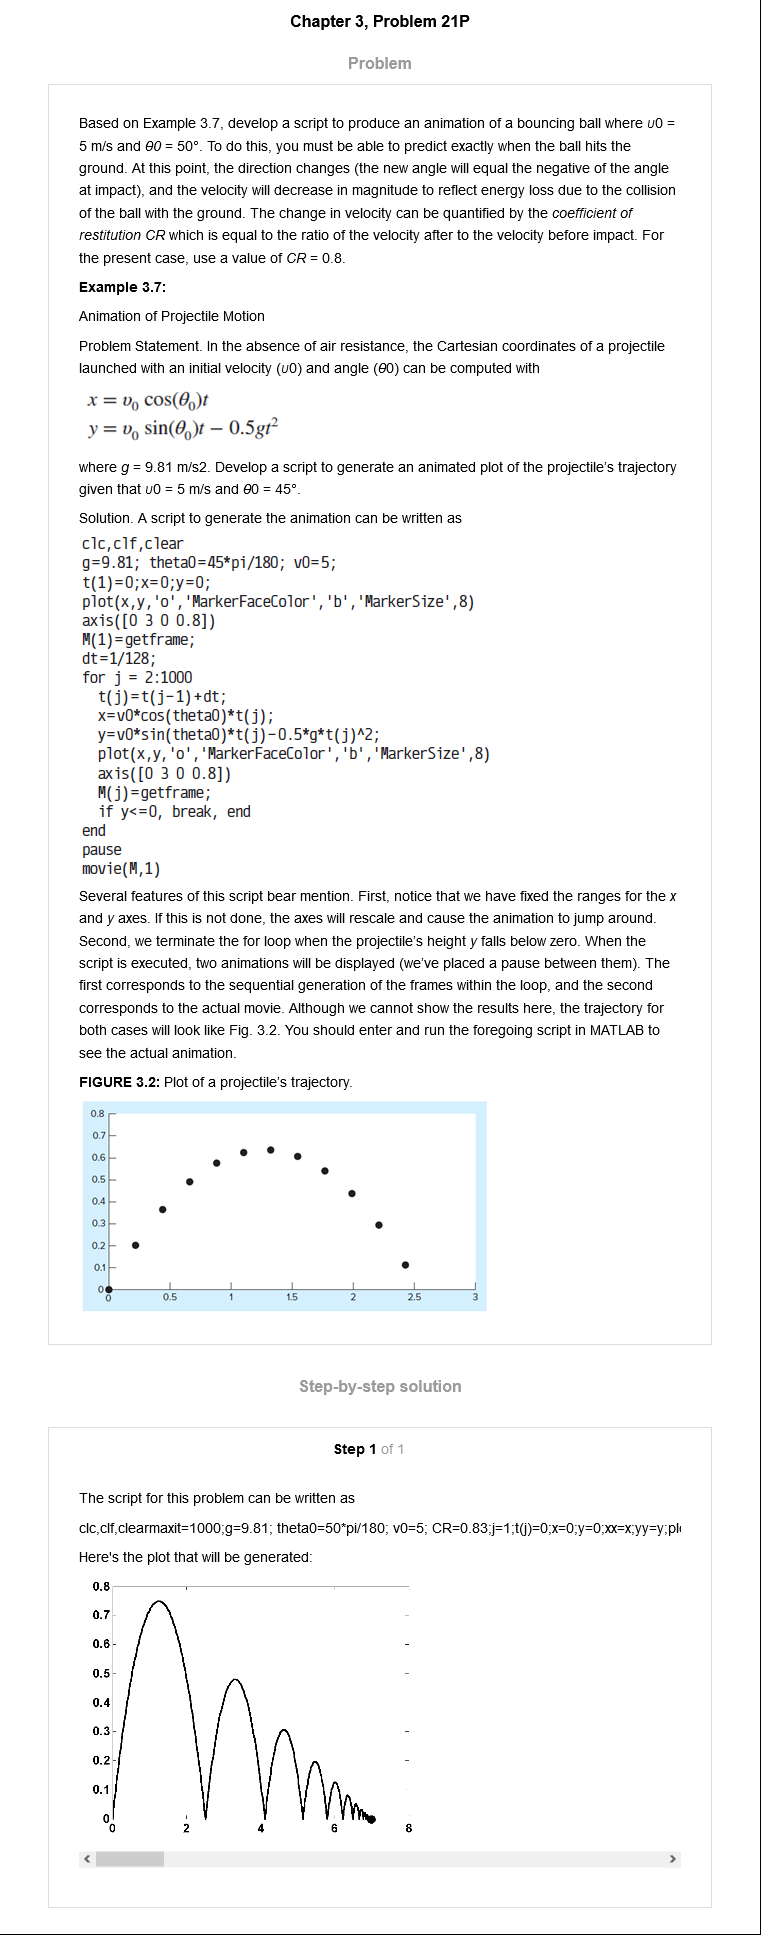 Chapter 3, Problem 21P
Problem
Based on Example 3.7, develop a script to produce an animation of a bouncing ball where υ0 =
5 m/s and θ0 = 50°. To do this, you must be able to predict exactly when the ball hits the
ground. At this point, the direction changes (the new angle will equal the negative of the angle
at impact), and the velocity will decrease in magnitude to reflect energy loss due to the collision
of the ball with the ground. The change in velocity can be quantified by the coefficient of
restitution CR which is equal to the ratio of the velocity after to the velocity before impact. For
the present case, use a value of CR = 0.8.
Example 3.7:
Animation of Projectile Motion
Problem Statement. In the absence of air resistance, the Cartesian coordinates of a projectile
launched with an initial velocity (υ0) and angle (θ0) can be computed with
x = υ₀ cos(θ₀)t
y = υ₀ sin(θ₀)t − 0.5gt²
where g = 9.81 m/s2. Develop a script to generate an animated plot of the projectile's trajectory
given that υ0 = 5 m/s and θ0 = 45°.
Solution. A script to generate the animation can be written as
clc,clf,clear
g=9.81; theta0=45*pi/180; v0=5;
t(1)=0;x=0;y=0;
plot(x,y,'o','MarkerFaceColor','b','MarkerSize',8)
axis([0 3 0 0.8])
M(1)=getframe;
dt=1/128;
for j = 2:1000
t(j)=t(j-1)+dt;
x=v0*cos(theta0)*t(j);
y=v0*sin(theta0)*t(j)-0.5*g*t(j)^2;
plot(x,y,'o','MarkerFaceColor','b','MarkerSize',8)
axis([0 3 0 0.8])
M(j)=getframe;
if y<=0, break, end
end
pause
movie(M,1)
Several features of this script bear mention. First, notice that we have fixed the ranges for the x
and y axes. If this is not done, the axes will rescale and cause the animation to jump around.
Second, we terminate the for loop when the projectile's height y falls below zero. When the
script is executed, two animations will be displayed (we've placed a pause between them). The
first corresponds to the sequential generation of the frames within the loop, and the second
corresponds to the actual movie. Although we cannot show the results here, the trajectory for
both cases will look like Fig. 3.2. You should enter and run the foregoing script in MATLAB to
see the actual animation.
FIGURE 3.2: Plot of a projectile's trajectory.
0.8
0.7
0.6
0.5
0.4
0.3
0.2
0.1
0
0 0.5 1 1.5 2 2.5 3
Step-by-step solution
Step 1 of 1
The script for this problem can be written as
clc,clf,clearmaxit=1000;g=9.81; theta0=50*pi/180; v0=5; CR=0.83;j=1;t(j)=0;x=0;y=0;xx=x;yy=y;pl
Here's the plot that will be generated:
0.8
0.7
0.6
0.5
0.4
0.3
0.2
0.1
0
0 2 4 6 8